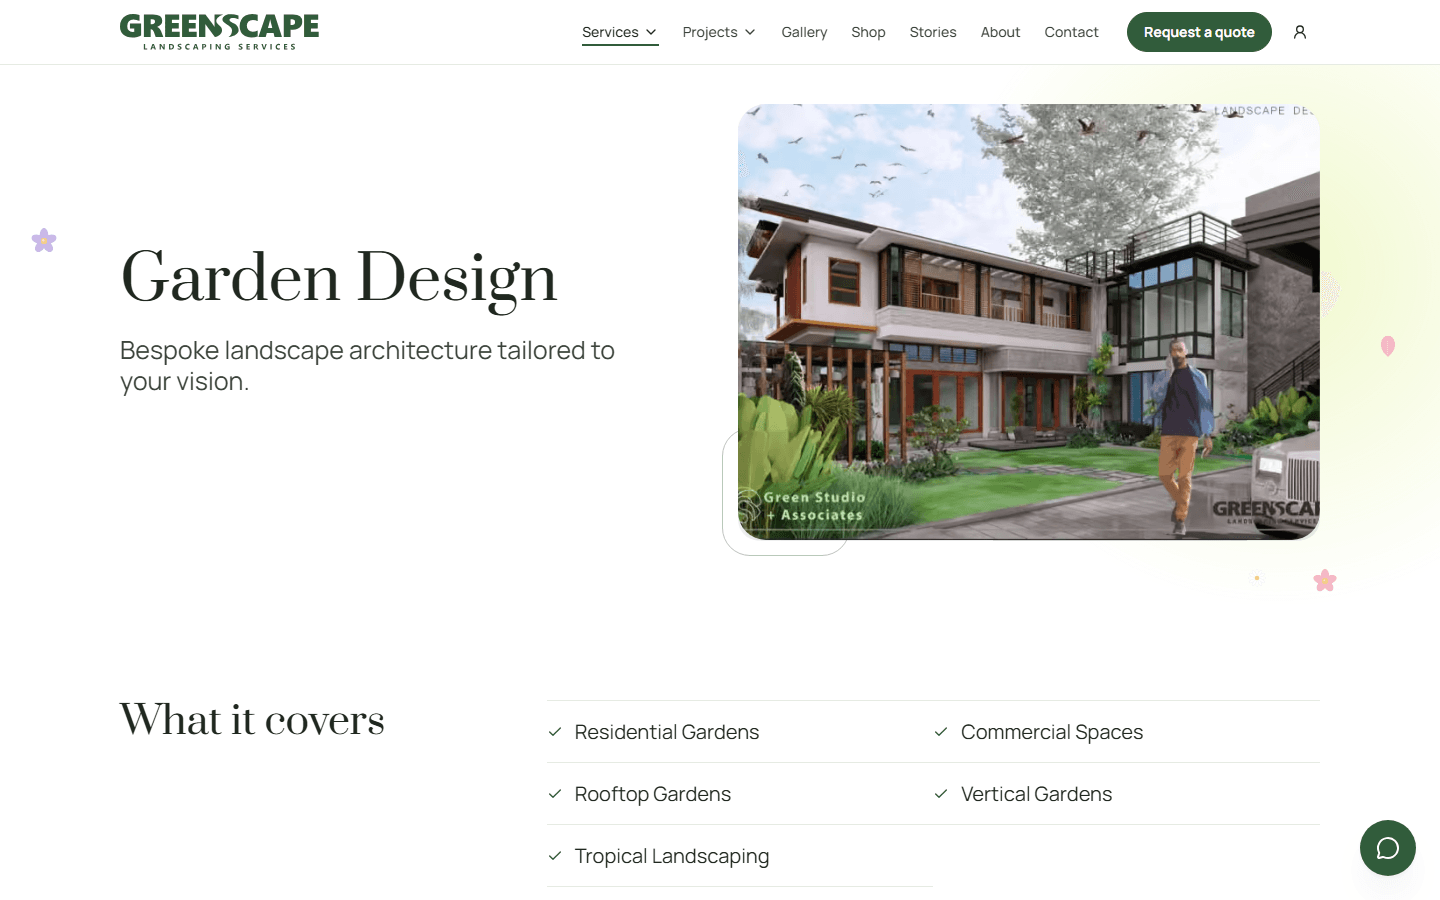 GREENSCAPE
LANDSCAPING SERVICES
Services
Projects
Gallery
Shop
Stories
About
Contact
Request a quote
LANDSCAPE
Garden Design
Bespoke landscape architecture tailored to
your vision.
Green Studio
+ Associates
What it covers
Residential Gardens
Commercial Spaces
Rooftop Gardens
Vertical Gardens
Tropical Landscaping